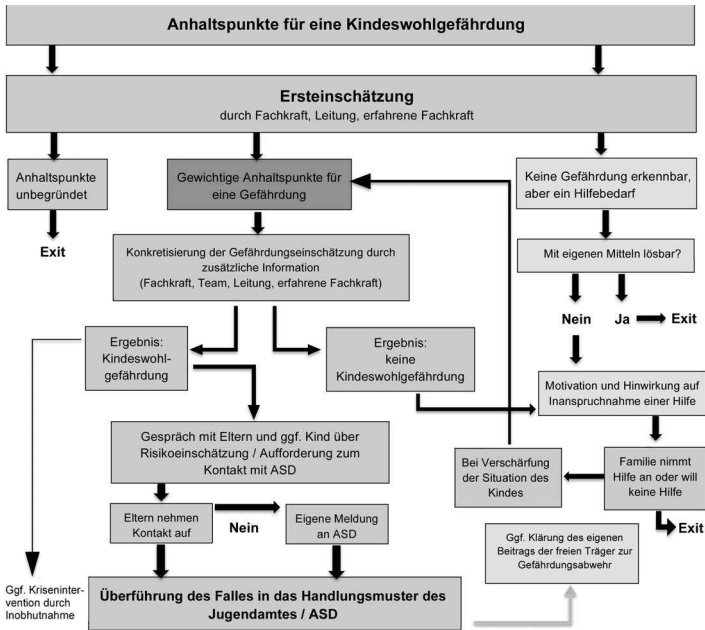 Anhaltspunkte für eine Kindeswohlgefährdung
Ersteinschätzung
durch Fachkraft, Leitung, erfahrene Fachkraft
Anhaltspunkte
unbegründet
Exit
Gewichtige Anhaltspunkte für
eine Gefährdung
Keine Gefährdung erkennbar,
aber ein Hilfebedarf
Konkretisierung der Gefährdungseinschätzung durch
zusätzliche Information
(Fachkraft, Team, Leitung, erfahrene Fachkraft)
Mit eigenen Mitteln lösbar?
Nein
Ja
Exit
Ergebnis:
Kindeswohl-
gefährdung
Ergebnis:
keine
Kindeswohlgefährdung
Motivation und Hinwirkung auf
Inanspruchnahme einer Hilfe
Gespräch mit Eltern und ggf. Kind über
Risikoeinschätzung / Aufforderung zum
Kontakt mit ASD
Bei Verschärfung
der Situation des
Kindes
Familie nimmt
Hilfe an oder will
keine Hilfe
Exit
Eltern nehmen
Kontakt auf
Nein
Eigene Meldung
an ASD
Ggf. Klärung des eigenen
Beitrags der freien Träger zur
Gefährdungsabwehr
Ggf. Kriseninter-
vention durch
Inobhutnahme
Überführung des Falles in das Handlungsmuster des
Jugendamtes / ASD